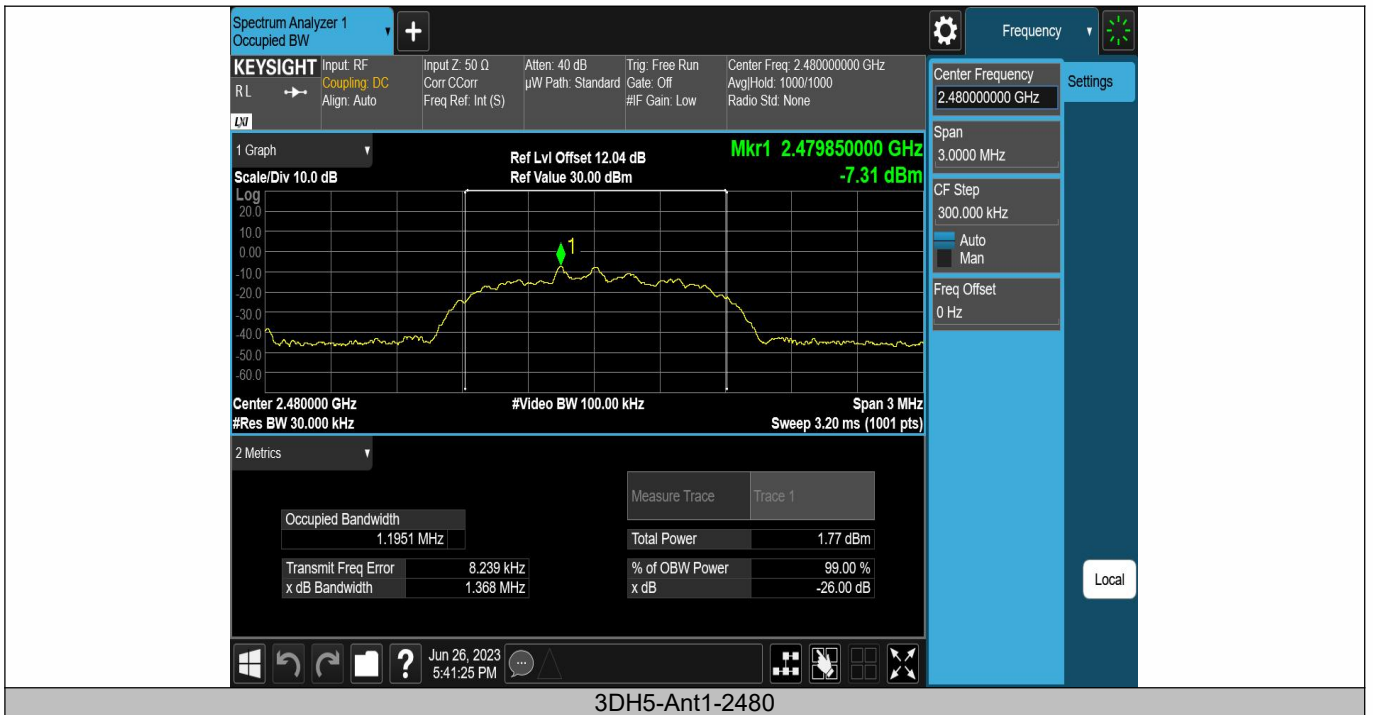 Spectrum Analyzer 1
Occupied BW
+
Frequency
KEYSIGHT
RL
LXI
Input: RF
Coupling: DC
Align: Auto
Input Z: 50 Ω
Corr CCorr
Freq Ref: Int (S)
Atten: 40 dB
µW Path: Standard
Trig: Free Run
Gate: Off
#IF Gain: Low
Center Freq: 2.480000000 GHz
Avg|Hold: 1000/1000
Radio Std: None
Center Frequency
2.480000000 GHz
Settings
Span
3.0000 MHz
CF Step
300.000 kHz
Auto
Man
Freq Offset
0 Hz
Local
1 Graph
Scale/Div 10.0 dB
Ref Lvl Offset 12.04 dB
Ref Value 30.00 dBm
Mkr1 2.479850000 GHz
-7.31 dBm
Log
20.0
10.0
0.00
-10.0
-20.0
-30.0
-40.0
-50.0
-60.0
1
Center 2.480000 GHz
#Video BW 100.00 kHz
Span 3 MHz
#Res BW 30.000 kHz
Sweep 3.20 ms (1001 pts)
2 Metrics
Measure Trace
Trace 1
Occupied Bandwidth
1.1951 MHz
Total Power
1.77 dBm
Transmit Freq Error
8.239 kHz
% of OBW Power
99.00 %
x dB Bandwidth
1.368 MHz
x dB
-26.00 dB
?
Jun 26, 2023
5:41:25 PM
3DH5-Ant1-2480